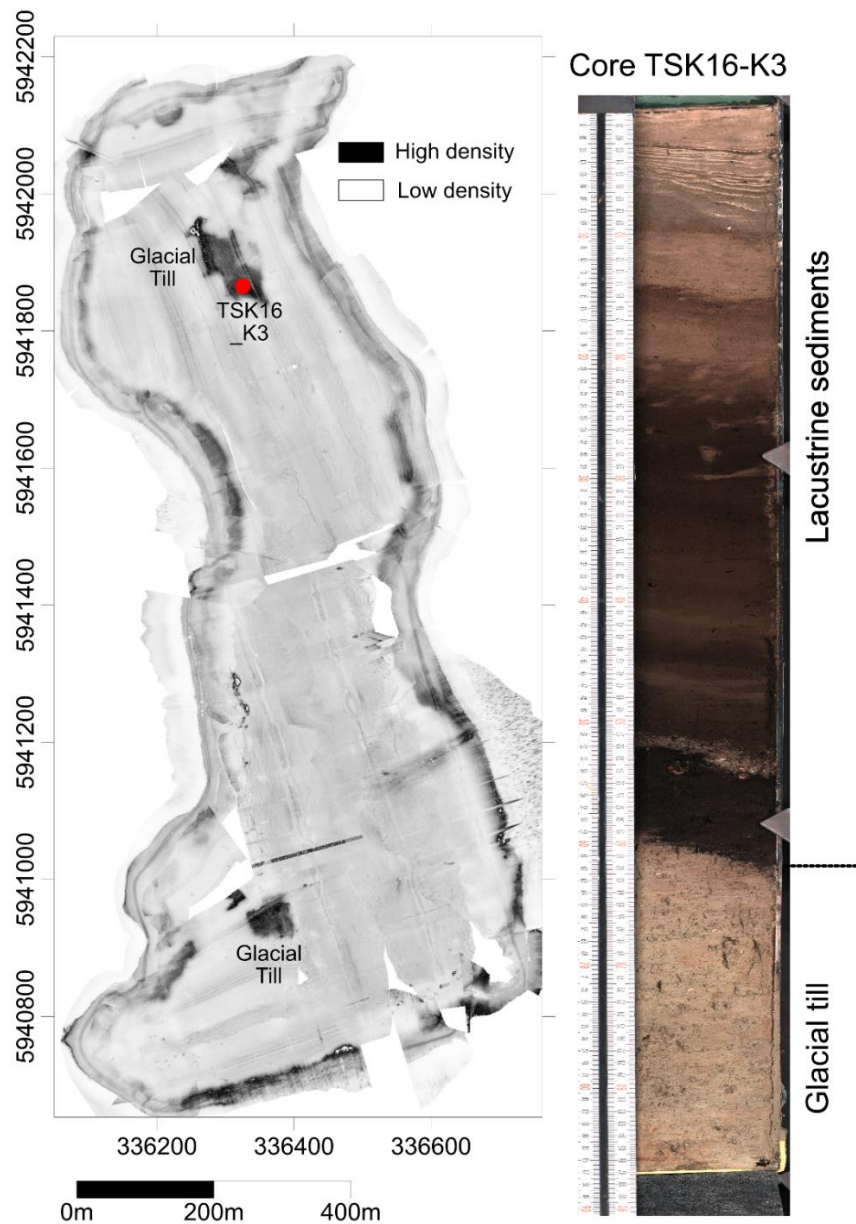 Core TSK16-K3
High density
Low density
Glacial
Till
TSK16
_K3
Glacial
Till
5942200
5942000
5941800
5941600
5941400
5941200
5941000
5940800
336200
336400
336600
0m
200m
400m
Lacustrine sediments
Glacial till